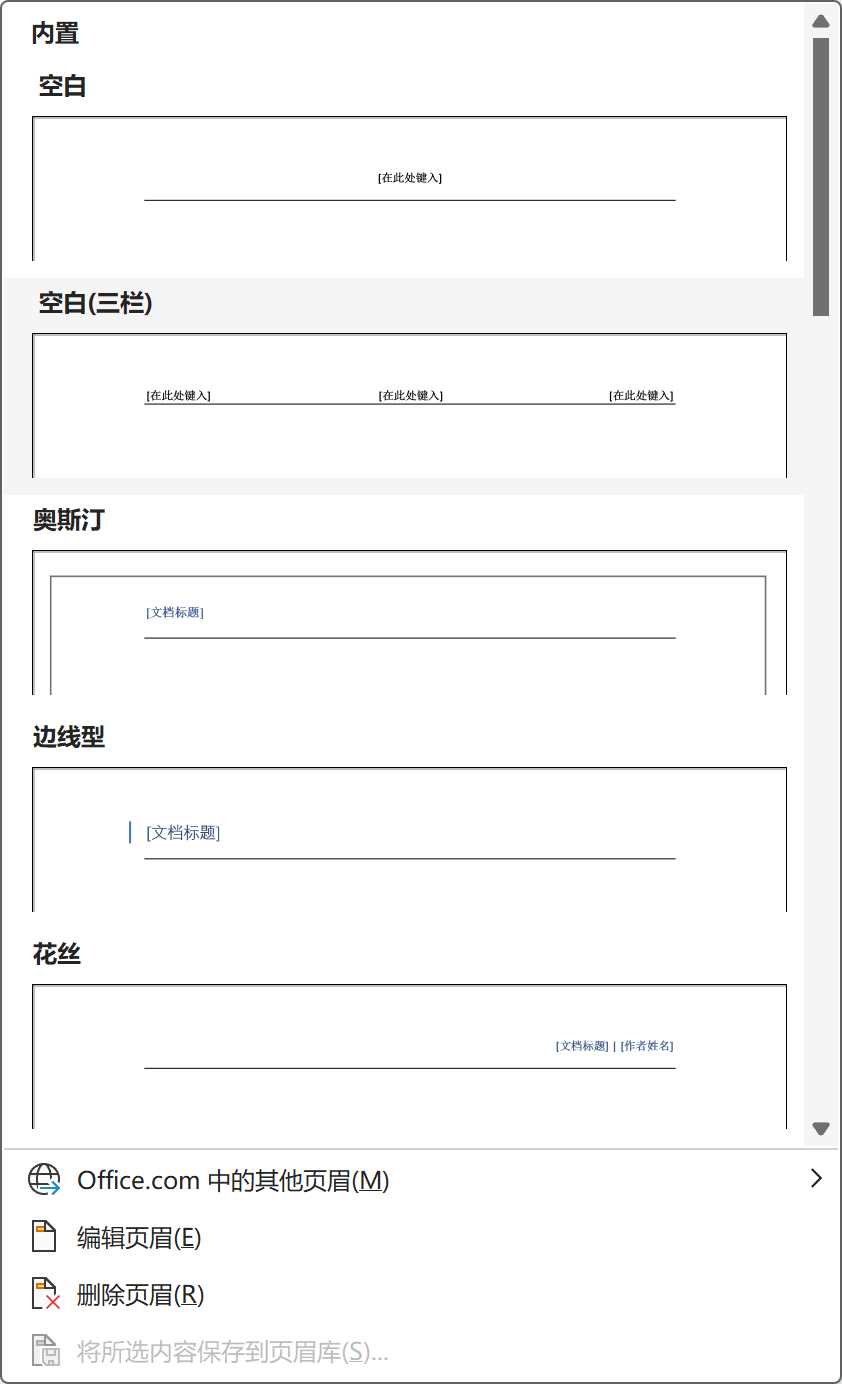 内置
空白
[在此处键入]
空白(三栏)
[在此处键入] [在此处键入] [在此处键入]
奥斯汀
[文档标题]
边线型
[文档标题]
花丝
[文档标题] | [作者姓名]
Office.com 中的其他页眉(M)
编辑页眉(E)
删除页眉(R)
将所选内容保存到页眉库(S)...